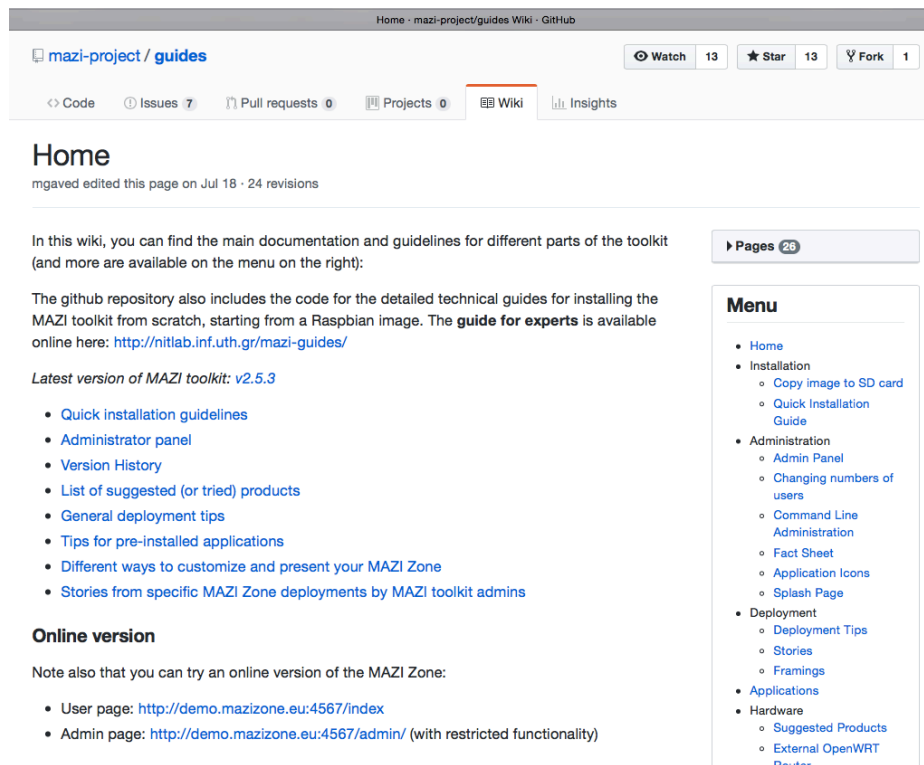 Home · mazi-project/guides Wiki · GitHub
mazi-project / guides
Watch 13 Star 13 Fork 1
Code Issues 7 Pull requests 0 Projects 0 Wiki Insights
Home
mgaved edited this page on Jul 18 · 24 revisions
In this wiki, you can find the main documentation and guidelines for different parts of the toolkit
(and more are available on the menu on the right):
The github repository also includes the code for the detailed technical guides for installing the
MAZI toolkit from scratch, starting from a Raspbian image. The guide for experts is available
online here: http://nitlab.inf.uth.gr/mazi-guides/
Latest version of MAZI toolkit: v2.5.3
• Quick installation guidelines
• Administrator panel
• Version History
• List of suggested (or tried) products
• General deployment tips
• Tips for pre-installed applications
• Different ways to customize and present your MAZI Zone
• Stories from specific MAZI Zone deployments by MAZI toolkit admins
Online version
Note also that you can try an online version of the MAZI Zone:
• User page: http://demo.mazizone.eu:4567/index
• Admin page: http://demo.mazizone.eu:4567/admin/ (with restricted functionality)
Pages 26
Menu
• Home
• Installation
◦ Copy image to SD card
◦ Quick Installation
Guide
• Administration
◦ Admin Panel
◦ Changing numbers of
users
◦ Command Line
Administration
◦ Fact Sheet
◦ Application Icons
◦ Splash Page
• Deployment
◦ Deployment Tips
◦ Stories
◦ Framings
• Applications
• Hardware
◦ Suggested Products
◦ External OpenWRT